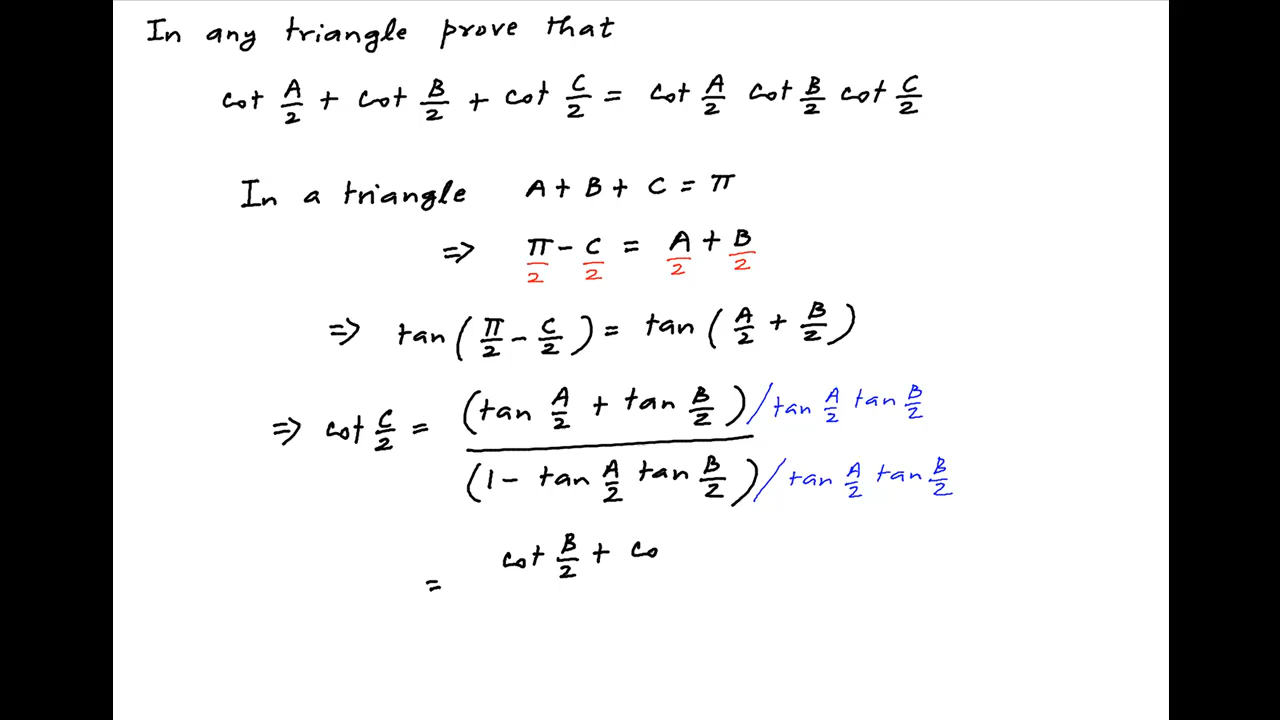 In any triangle prove that
cot A/2 + cot B/2 + cot C/2 = cot A/2 cot B/2 cot C/2
In a triangle A + B + C = π
⇒ π/2 - C/2 = A/2 + B/2
⇒ tan(π/2 - C/2) = tan(A/2 + B/2)
⇒ cot C/2 = (tan A/2 + tan B/2) / tan A/2 tan B/2
(1 - tan A/2 tan B/2) / tan A/2 tan B/2
= cot B/2 + co